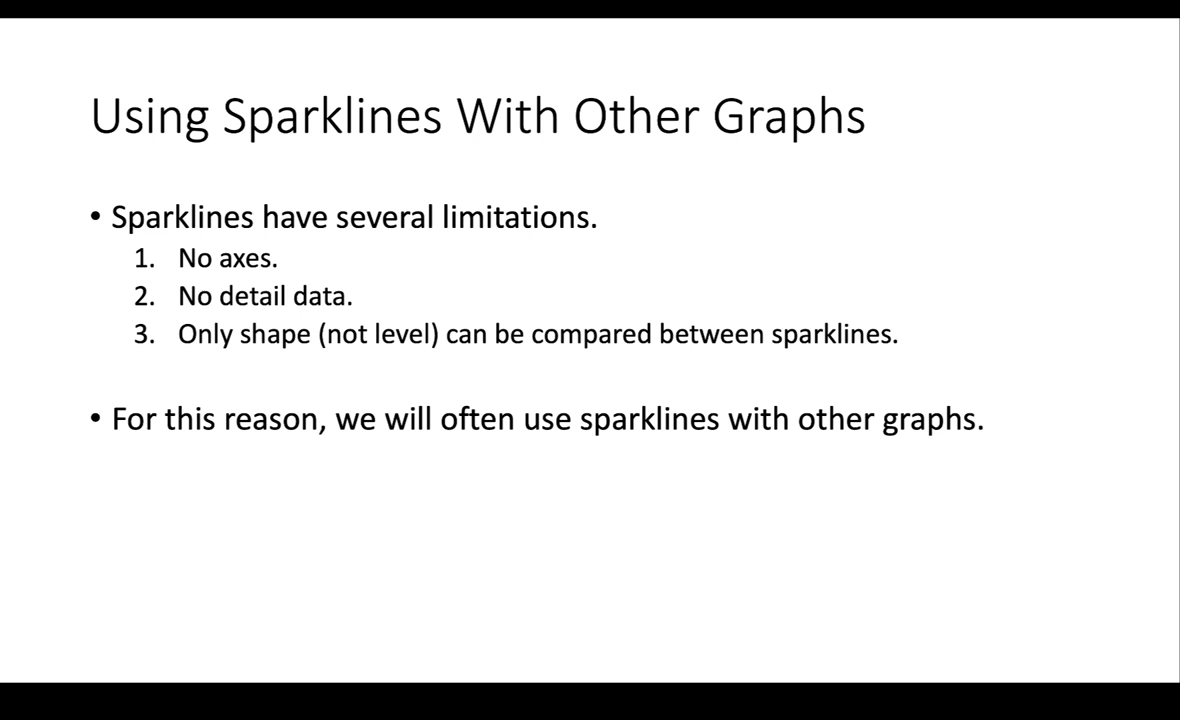 Using Sparklines With Other Graphs
• Sparklines have several limitations.
1. No axes.
2. No detail data.
3. Only shape (not level) can be compared between sparklines.
• For this reason, we will often use sparklines with other graphs.